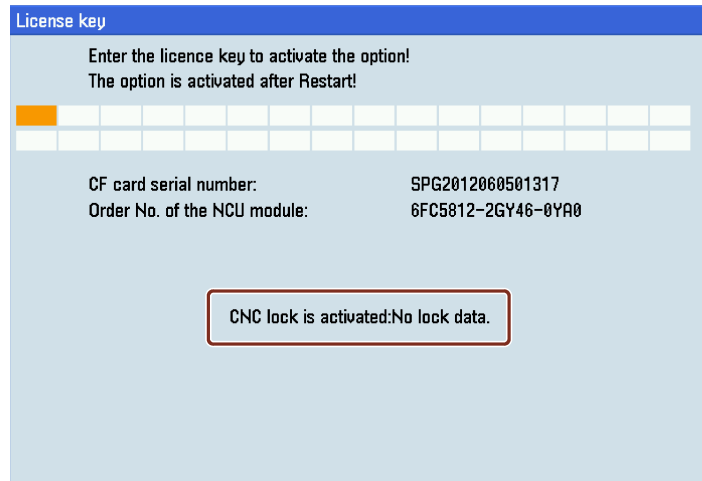 License key
Enter the licence key to activate the option!
The option is activated after Restart!
CF card serial number: SPG2012060501317
Order No. of the NCU module: 6FC5812-2GY46-0YA0
CNC lock is activated:No lock data.